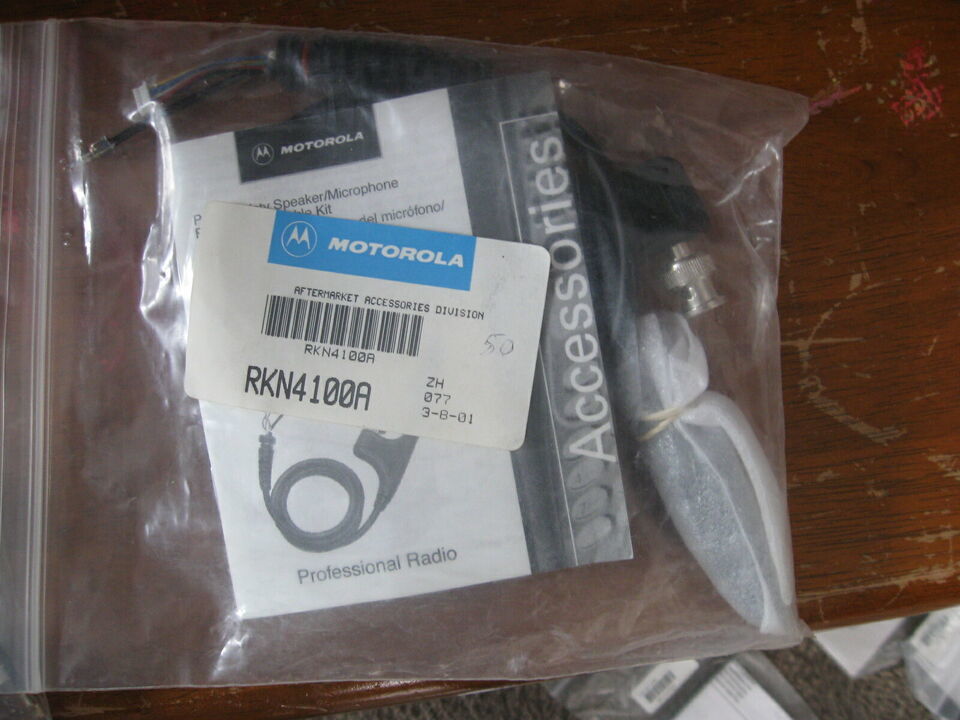 MOTOROLA
Speaker/Microphone
Kit
del micrófono/
MOTOROLA
AFTERMARKET ACCESSORIES DIVISION
RKN4100A
50
RKN4100A
ZH
077
3-8-01
Professional Radio
Accessories